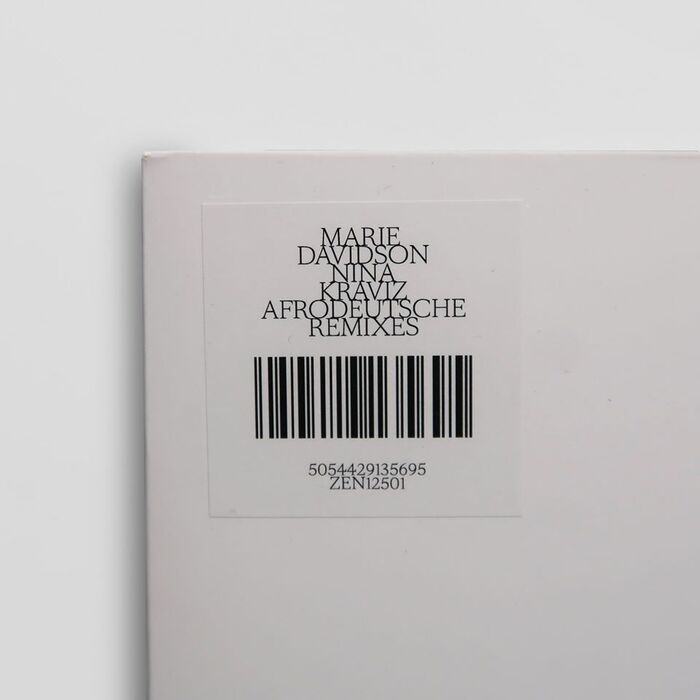 MARIE
DAVIDSON
NINA
KRAVIZ
AFRODEUTSCHE
REMIXES
5054429135695
ZEN12501